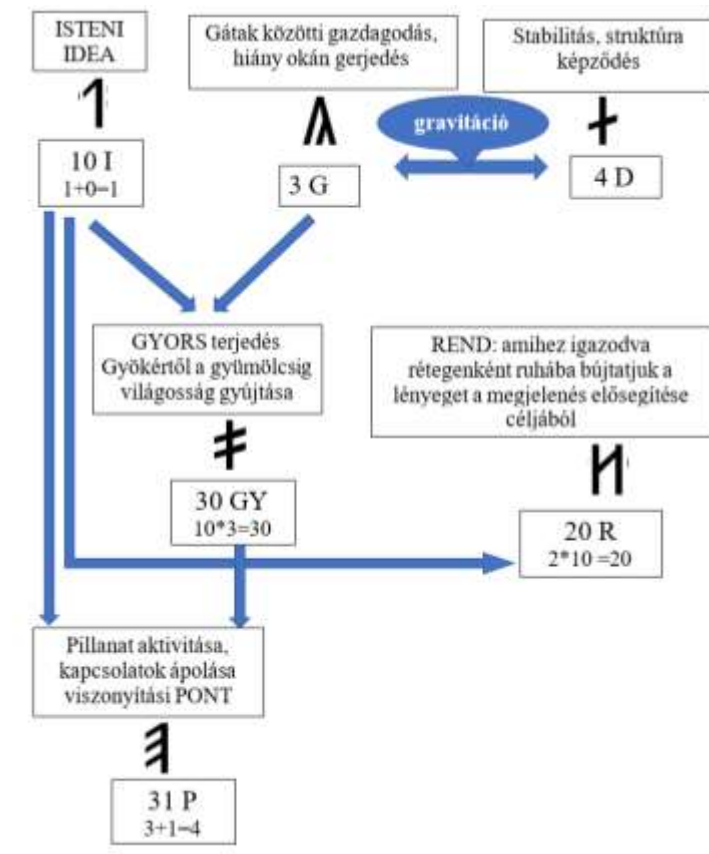 ISTENI
IDEA
Gátak közötti gazdagodás,
hiány okán gerjedés
Stabilitás, struktúra
képződés
gravitáció
𐲐
𐲍
𐲇
10 I
1+0=1
3 G
4 D
GYORS terjedés
Gyökértől a gyümölcsig
világosság gyújtása
REND: amihez igazodva
rétegenként ruhába bújtatjuk a
lényeget a megjelenés elősegítése
céljából
𐲎
𐲢
30 GY
10*3=30
20 R
2*10 =20
Pillanat aktivitása,
kapcsolatok ápolása
viszonyítási PONT
𐲠
31 P
3+1=4